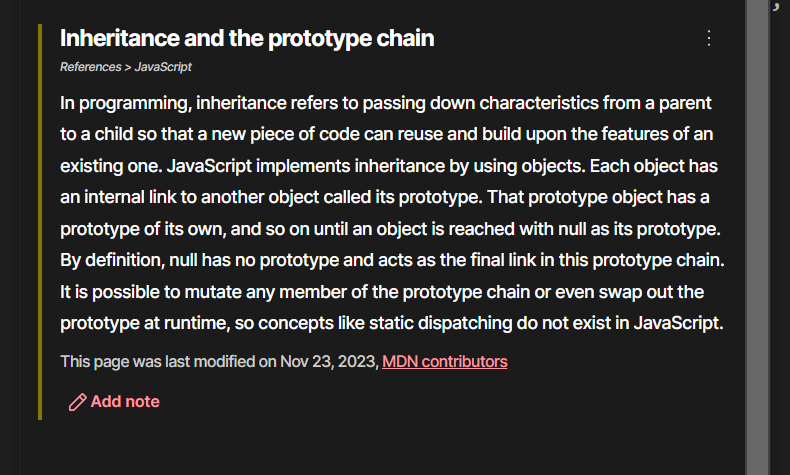 Inheritance and the prototype chain
References > JavaScript
In programming, inheritance refers to passing down characteristics from a parent
to a child so that a new piece of code can reuse and build upon the features of an
existing one. JavaScript implements inheritance by using objects. Each object has
an internal link to another object called its prototype. That prototype object has a
prototype of its own, and so on until an object is reached with null as its prototype.
By definition, null has no prototype and acts as the final link in this prototype chain.
It is possible to mutate any member of the prototype chain or even swap out the
prototype at runtime, so concepts like static dispatching do not exist in JavaScript.
This page was last modified on Nov 23, 2023, MDN contributors
Add note